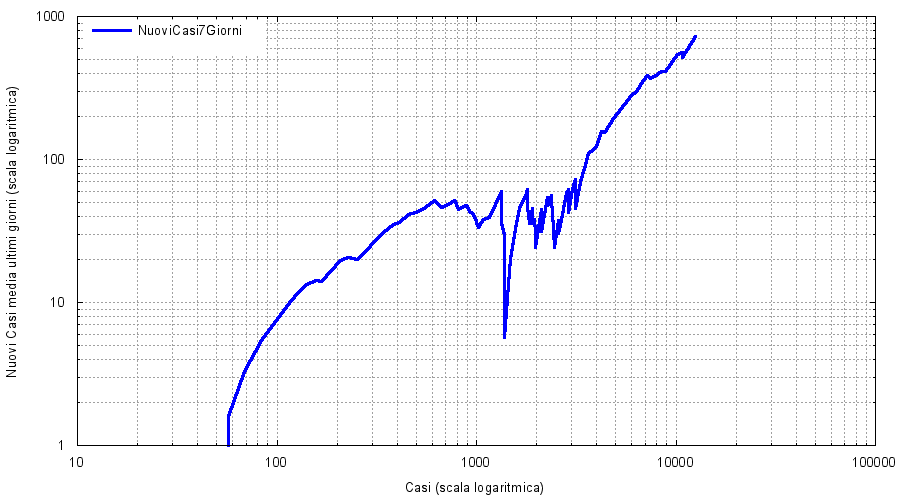 1000
NuoviCasi7Giorni
100
10
1
Nuovi Casi media ultimi giorni (scala logaritmica)
10 100 1000 10000 100000
Casi (scala logaritmica)